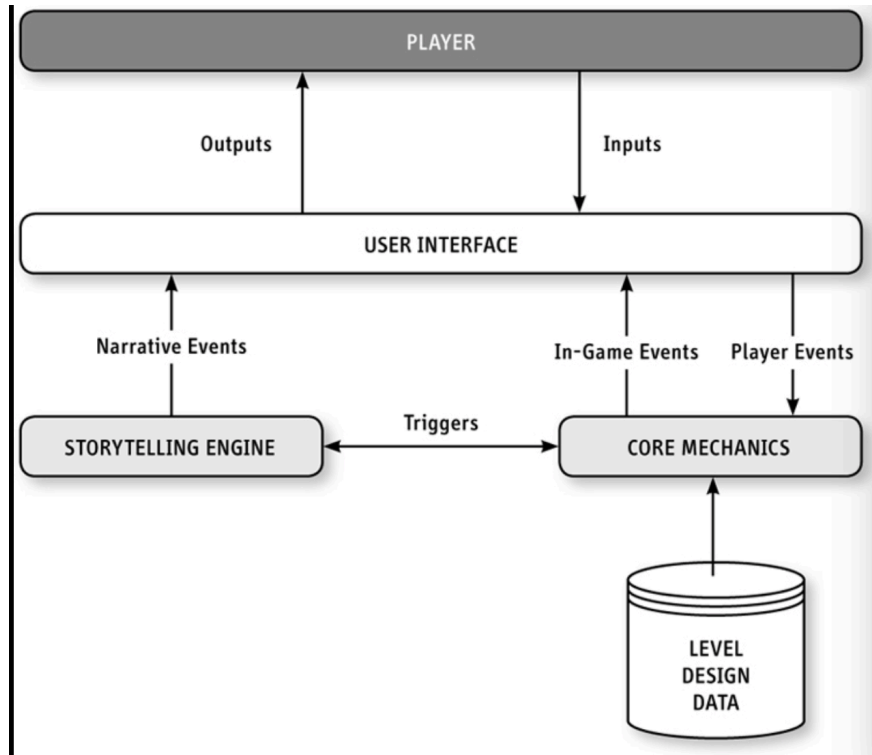 PLAYER
Outputs
Inputs
USER INTERFACE
Narrative Events
In-Game Events
Player Events
Triggers
STORYTELLING ENGINE
CORE MECHANICS
LEVEL
DESIGN
DATA